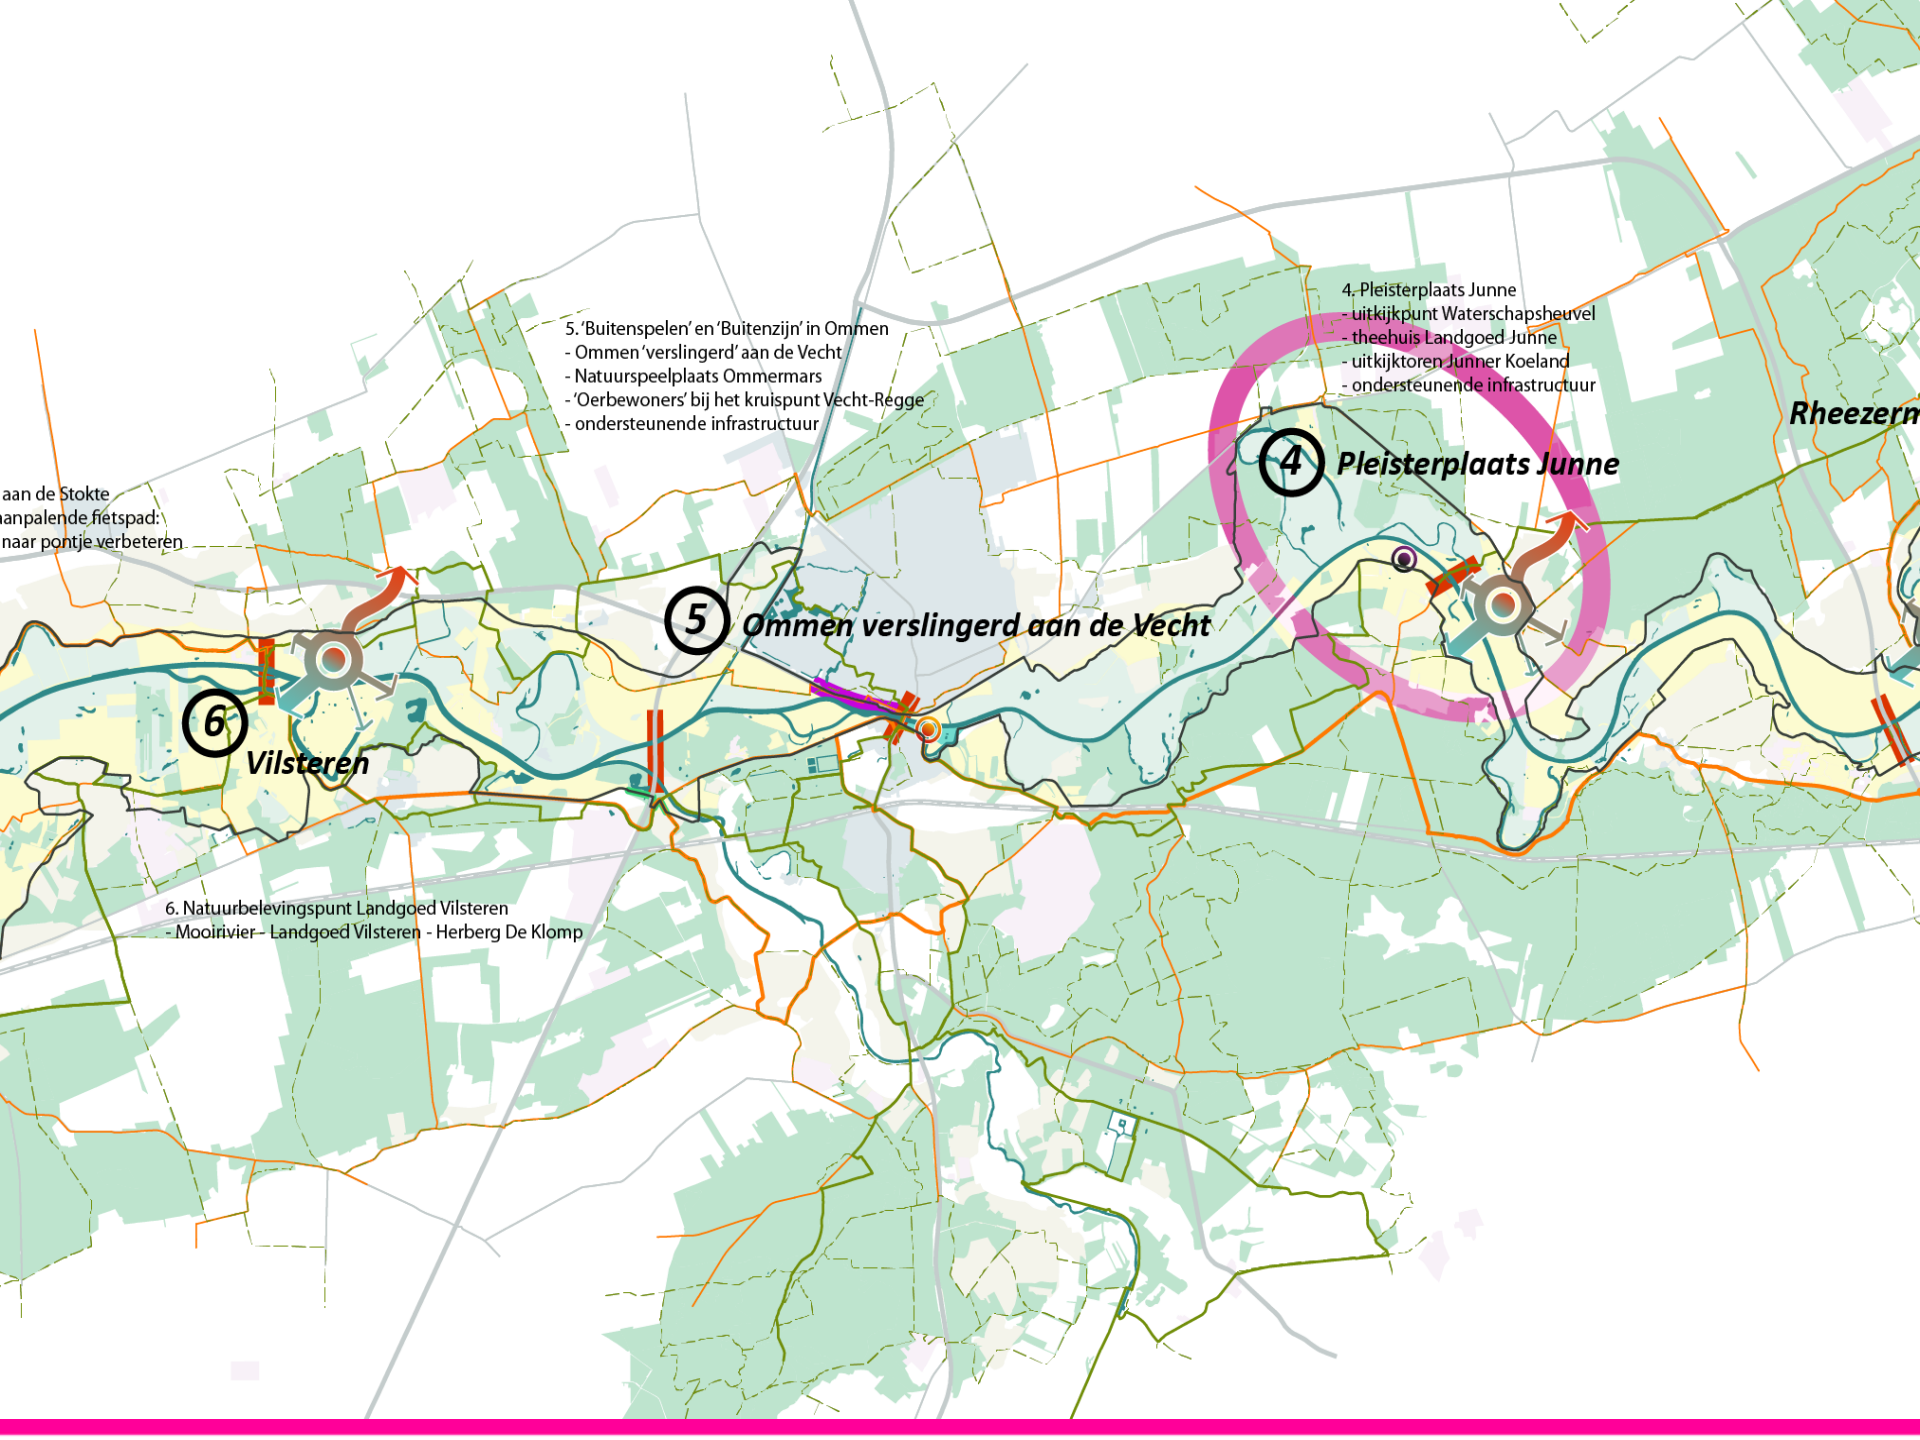 4. Pleisterplaats Junne
- uitkijkpunt Waterschapsheuvel
- theehuis Landgoed Junne
- uitkijktoren Junner Koeland
- ondersteunende infrastructuur
5. ‘Buitenspelen’ en ‘Buitenzijn’ in Ommen
- Ommen ‘verslingerd’ aan de Vecht
- Natuurspeelplaats Ommermars
- ‘Oerbewoners’ bij het kruispunt Vecht-Regge
- ondersteunende infrastructuur
Rheezerm
4 Pleisterplaats Junne
aan de Stokte
aanpalende fietspad:
naar pontje verbeteren
5 Ommen verslingerd aan de Vecht
6
Vilsteren
6. Natuurbelevingspunt Landgoed Vilsteren
- Mooirivier - Landgoed Vilsteren - Herberg De Klomp